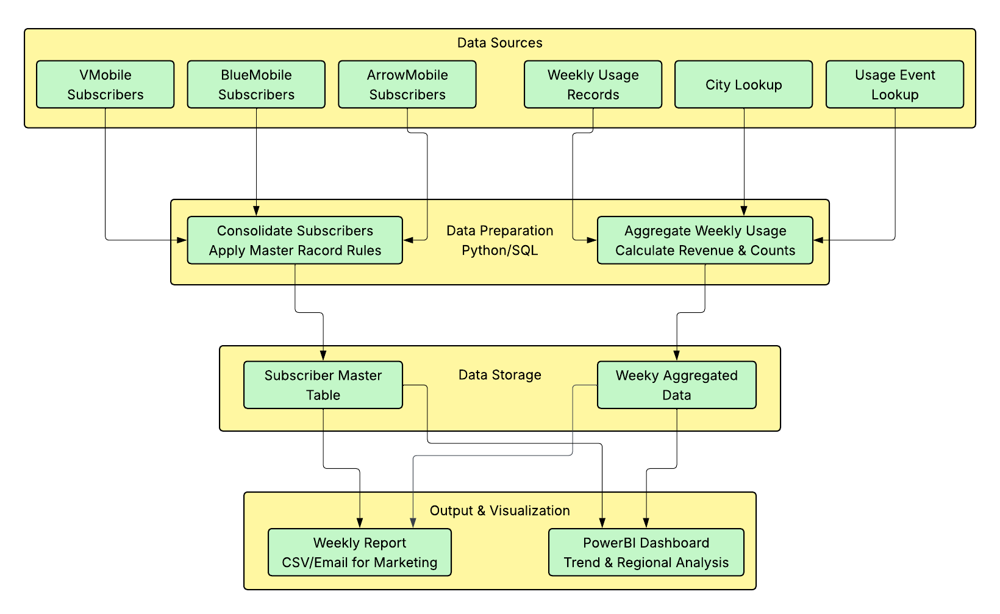 Data Sources
VMobile
Subscribers
BlueMobile
Subscribers
ArrowMobile
Subscribers
Weekly Usage
Records
City Lookup
Usage Event
Lookup
Consolidate Subscribers
Apply Master Racord Rules
Data Preparation
Python/SQL
Aggregate Weekly Usage
Calculate Revenue & Counts
Subscriber Master
Table
Data Storage
Weeky Aggregated
Data
Output & Visualization
Weekly Report
CSV/Email for Marketing
PowerBI Dashboard
Trend & Regional Analysis